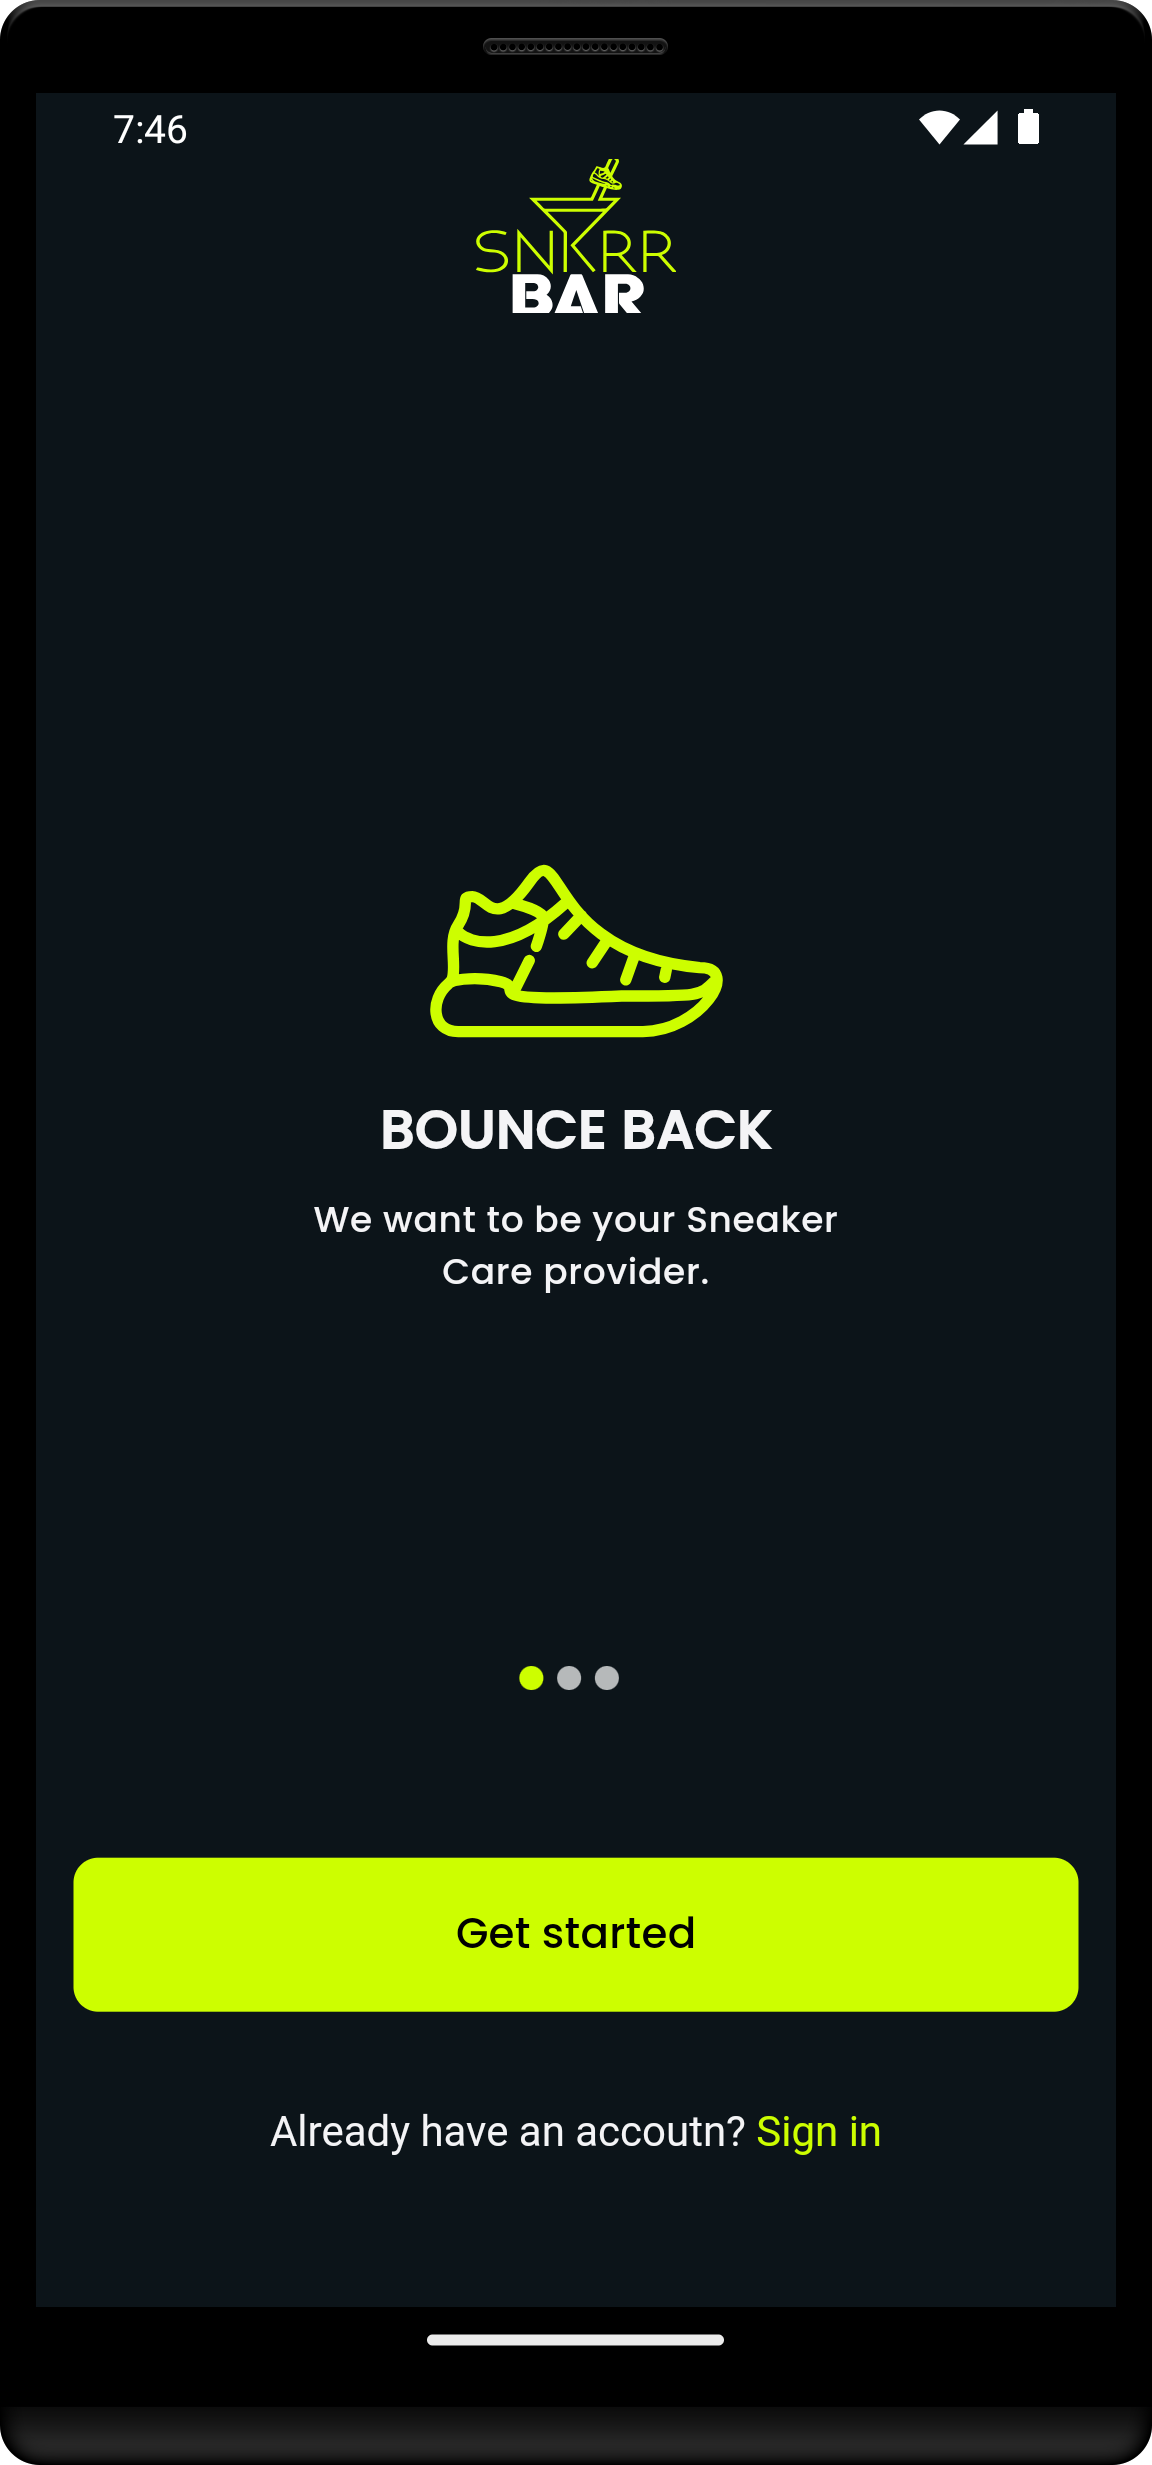 7:46
SNKRR
BAR
BOUNCE BACK
We want to be your Sneaker
Care provider.
Get started
Already have an accoutn? Sign in